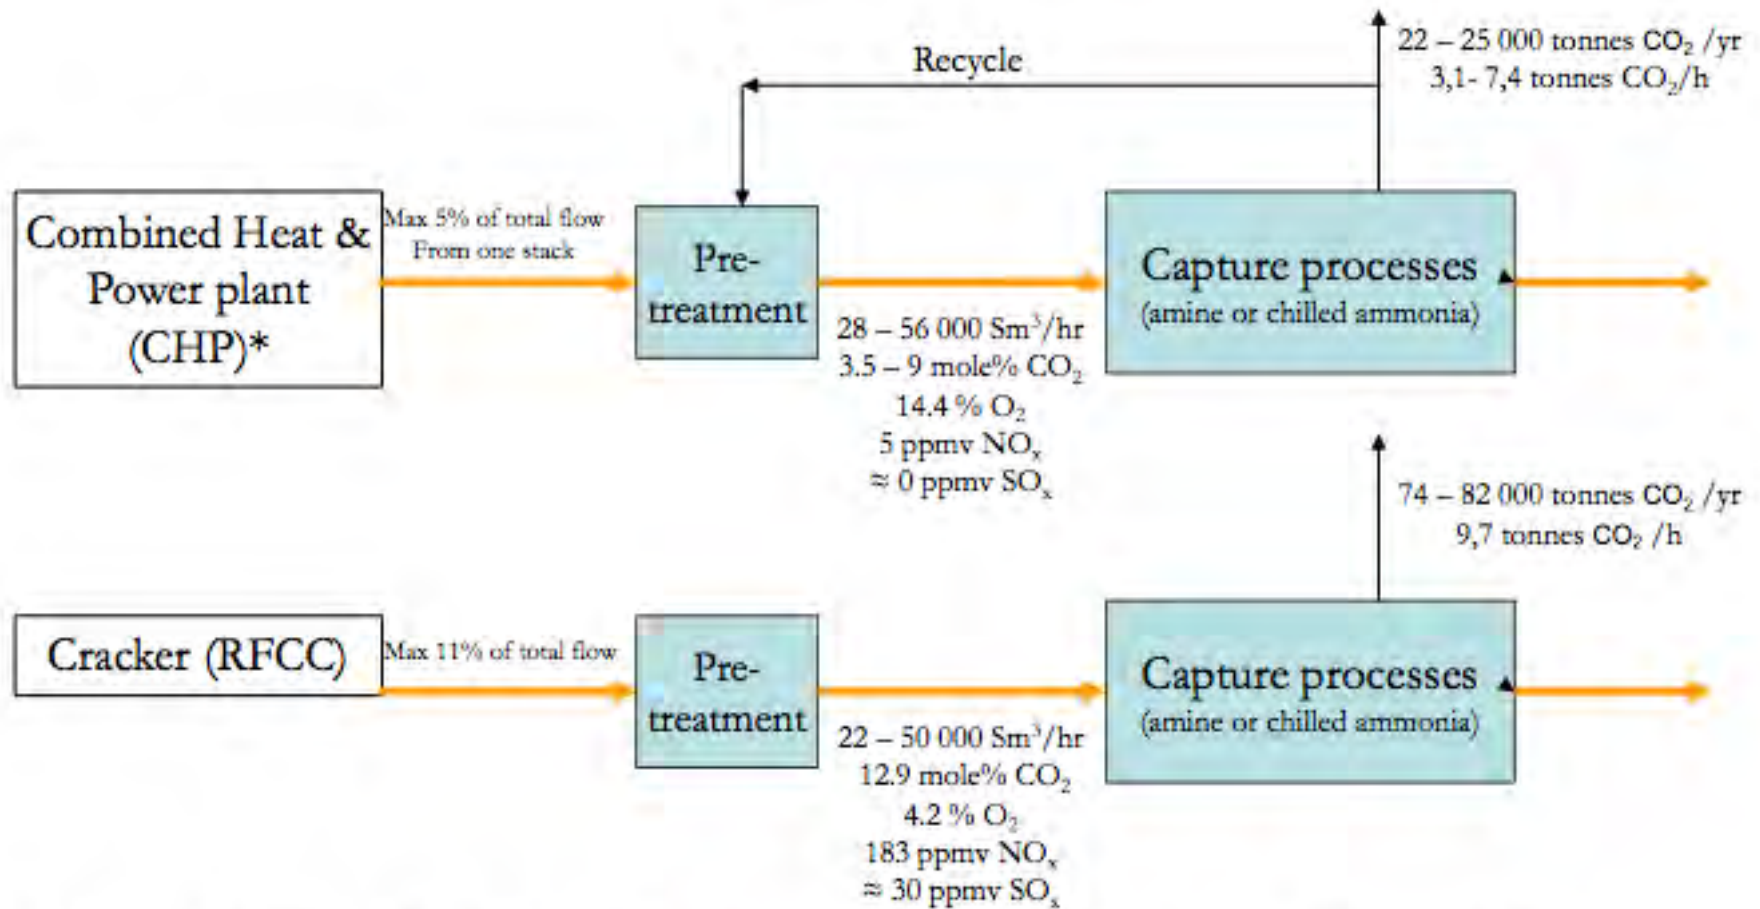 22 – 25 000 tonnes CO₂ /yr
3,1- 7,4 tonnes CO₂/h
Recycle
Combined Heat &
Power plant
(CHP)*
Max 5% of total flow
From one stack
Pre-
treatment
28 – 56 000 Sm³/hr
3.5 – 9 mole% CO₂
14.4 % O₂
5 ppmv NOₓ
≈ 0 ppmv SOₓ
Capture processes
(amine or chilled ammonia)
74 – 82 000 tonnes CO₂ /yr
9,7 tonnes CO₂ /h
Cracker (RFCC)
Max 11% of total flow
Pre-
treatment
22 – 50 000 Sm³/hr
12.9 mole% CO₂
4.2 % O₂
183 ppmv NOₓ
≈ 30 ppmv SOₓ
Capture processes
(amine or chilled ammonia)